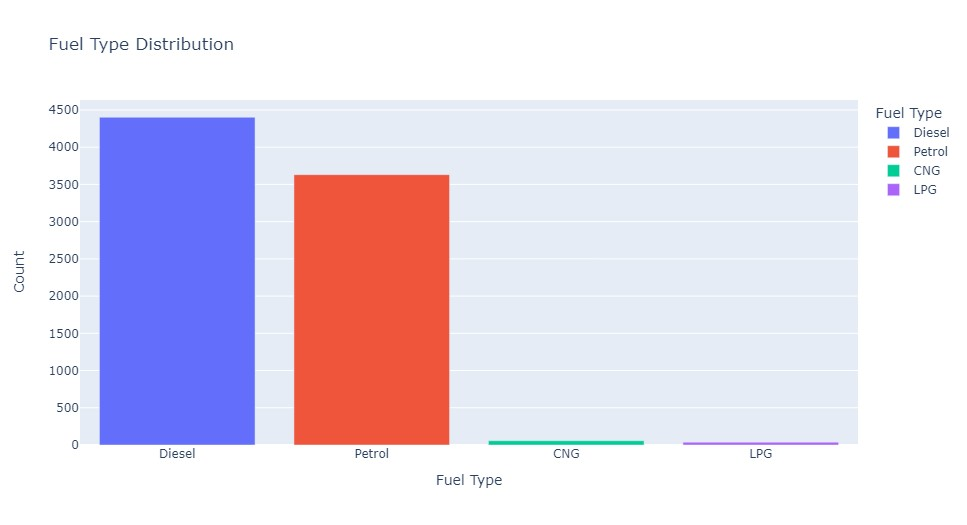 Fuel Type Distribution
Count
4500
4000
3500
3000
2500
2000
1500
1000
500
0
Diesel Petrol CNG LPG
Fuel Type
Fuel Type
Diesel
Petrol
CNG
LPG